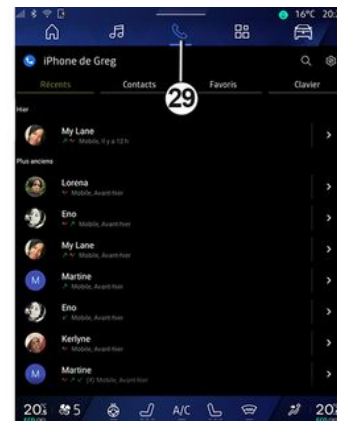 16°C 20:
iPhone de Greg
Récents Contacts Favoris Clavier
29
Hier
My Lane
Mobile, Il y a 12 h
Plus anciens
Lorena
Mobile, Avant-hier
Eno
Mobile, Avant-hier
My Lane
Mobile, Avant-hier
M Martine
Mobile, Avant-hier
Eno
Mobile, Avant-hier
Kerlyne
Mobile, Avant-hier
M Martine
(4) Mobile, Avant-hier
20 5 A/C 20